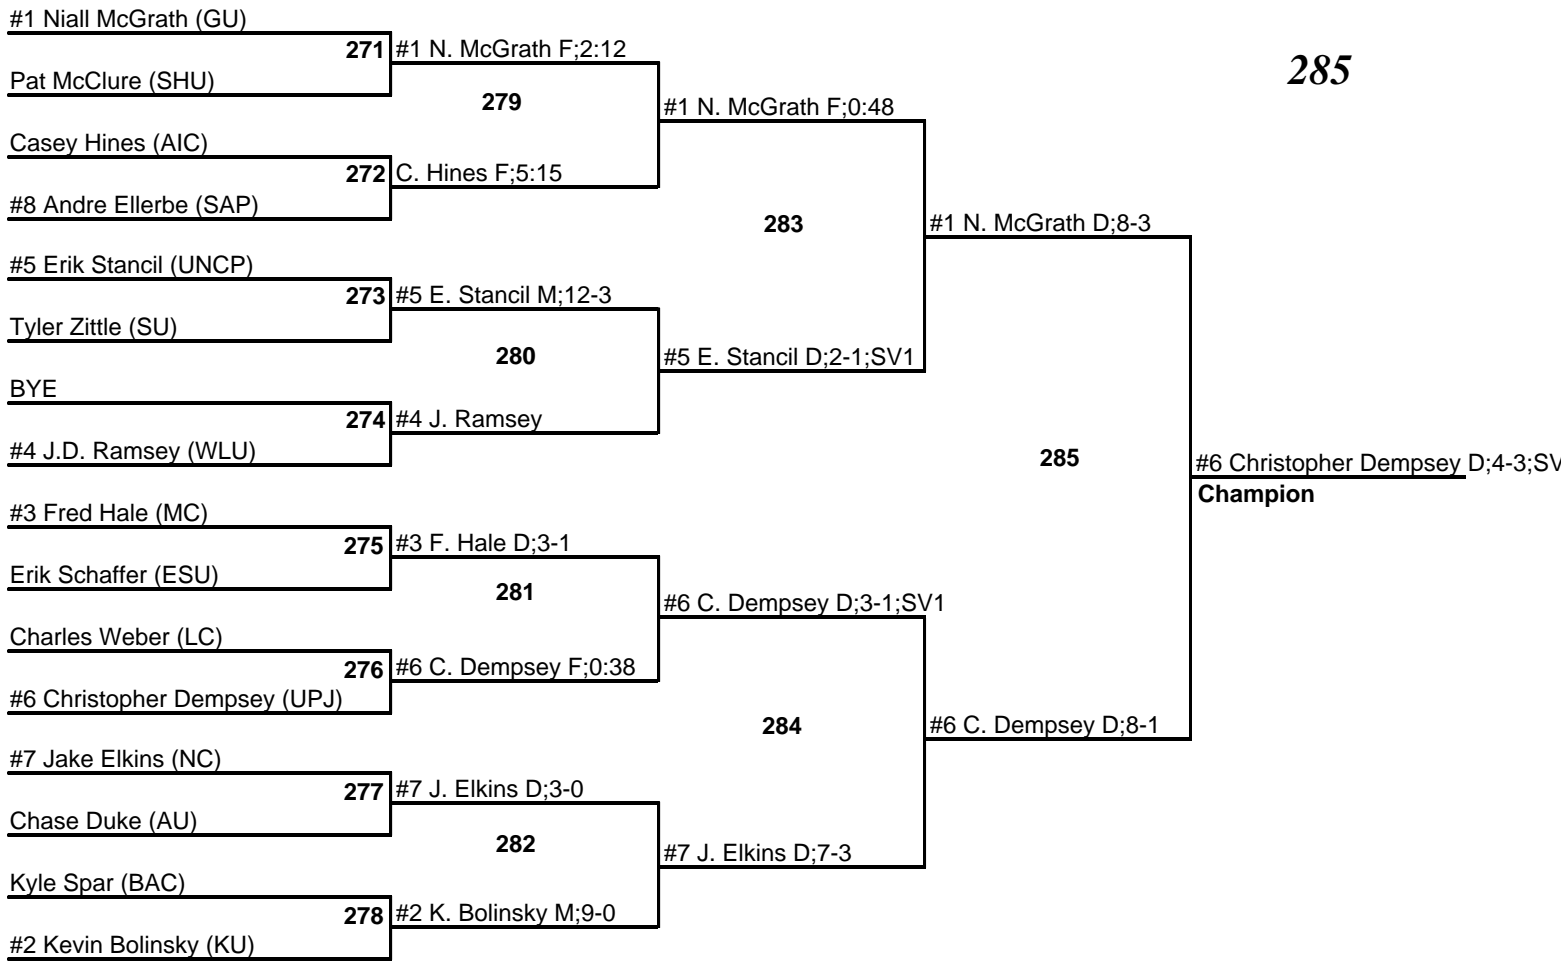 #1 Niall McGrath (GU)
271 #1 N. McGrath F;2:12
285
Pat McClure (SHU)
279
#1 N. McGrath F;0:48
Casey Hines (AIC)
272 C. Hines F;5:15
#8 Andre Ellerbe (SAP)
283
#1 N. McGrath D;8-3
#5 Erik Stancil (UNCP)
273 #5 E. Stancil M;12-3
Tyler Zittle (SU)
280
#5 E. Stancil D;2-1;SV1
BYE
274 #4 J. Ramsey
#4 J.D. Ramsey (WLU)
285
#6 Christopher Dempsey D;4-3;SV
Champion
#3 Fred Hale (MC)
275 #3 F. Hale D;3-1
Erik Schaffer (ESU)
281
#6 C. Dempsey D;3-1;SV1
Charles Weber (LC)
276 #6 C. Dempsey F;0:38
#6 Christopher Dempsey (UPJ)
284
#6 C. Dempsey D;8-1
#7 Jake Elkins (NC)
277 #7 J. Elkins D;3-0
Chase Duke (AU)
282
#7 J. Elkins D;7-3
Kyle Spar (BAC)
278 #2 K. Bolinsky M;9-0
#2 Kevin Bolinsky (KU)